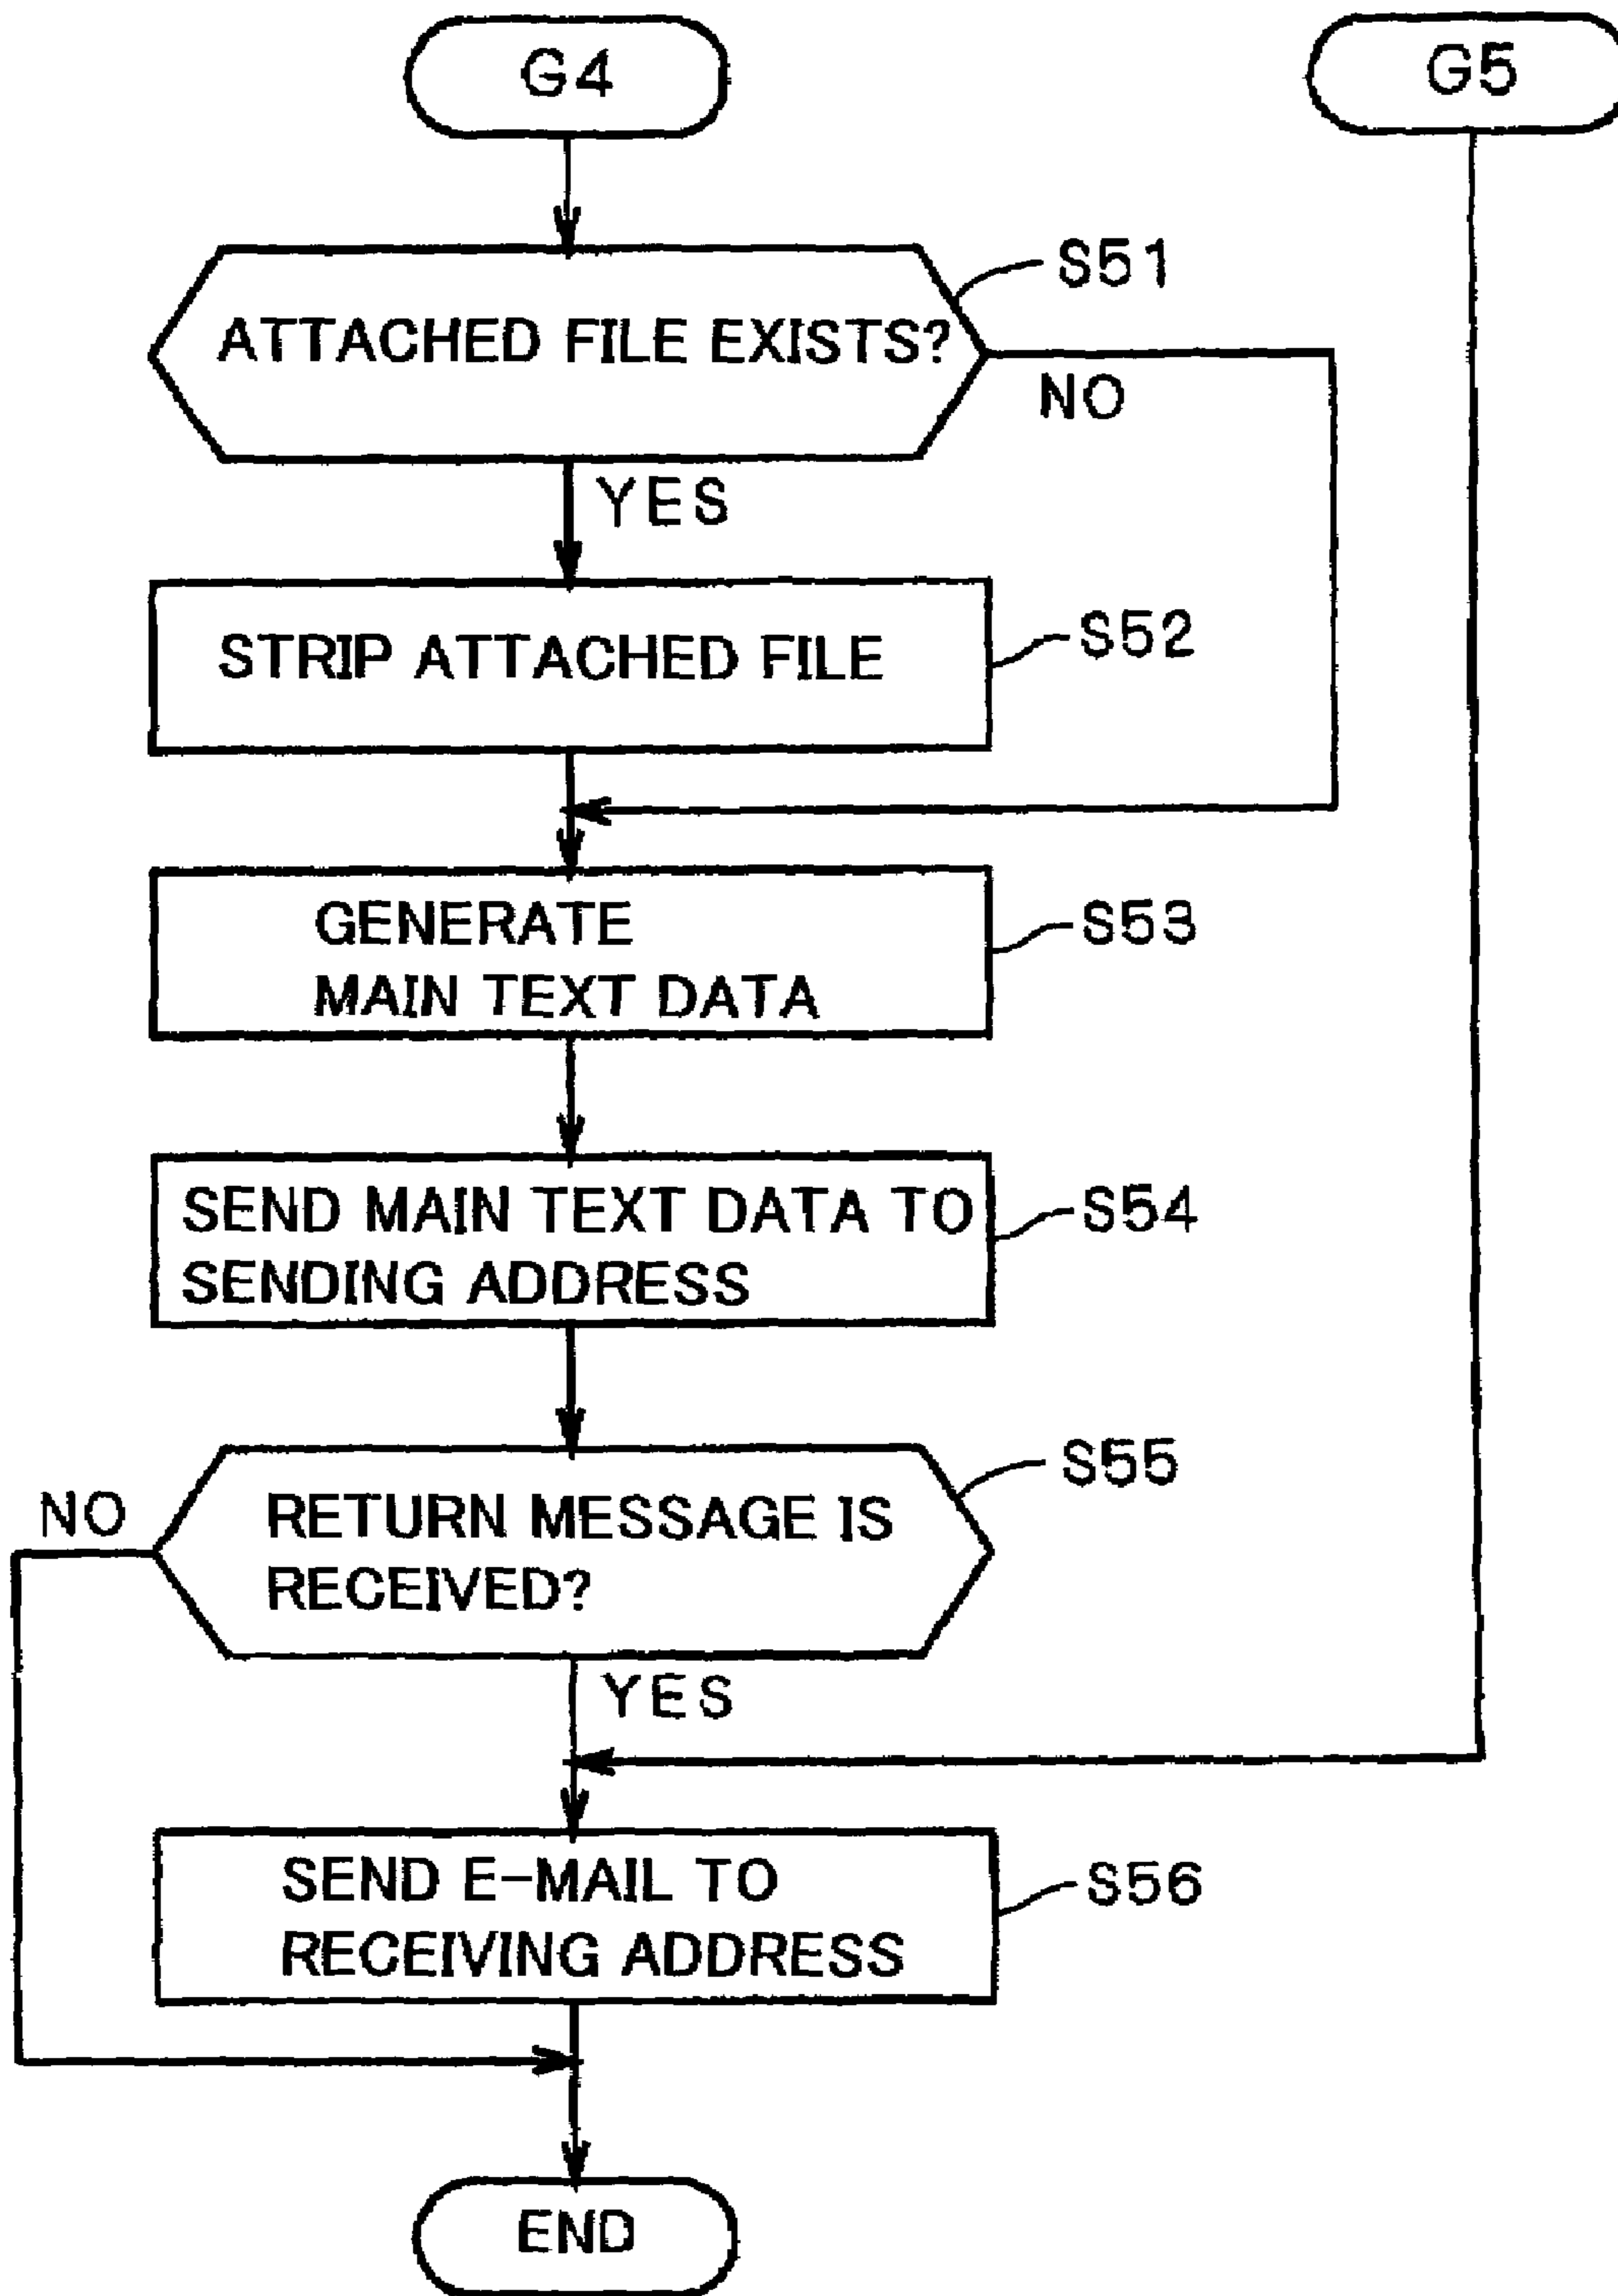 G4
G5
S51
ATTACHED FILE EXISTS?
NO
YES
STRIP ATTACHED FILE
S52
GENERATE
MAIN TEXT DATA
S53
SEND MAIN TEXT DATA TO
SENDING ADDRESS
S54
S55
NO
RETURN MESSAGE IS
RECEIVED?
YES
SEND E-MAIL TO
RECEIVING ADDRESS
S56
END